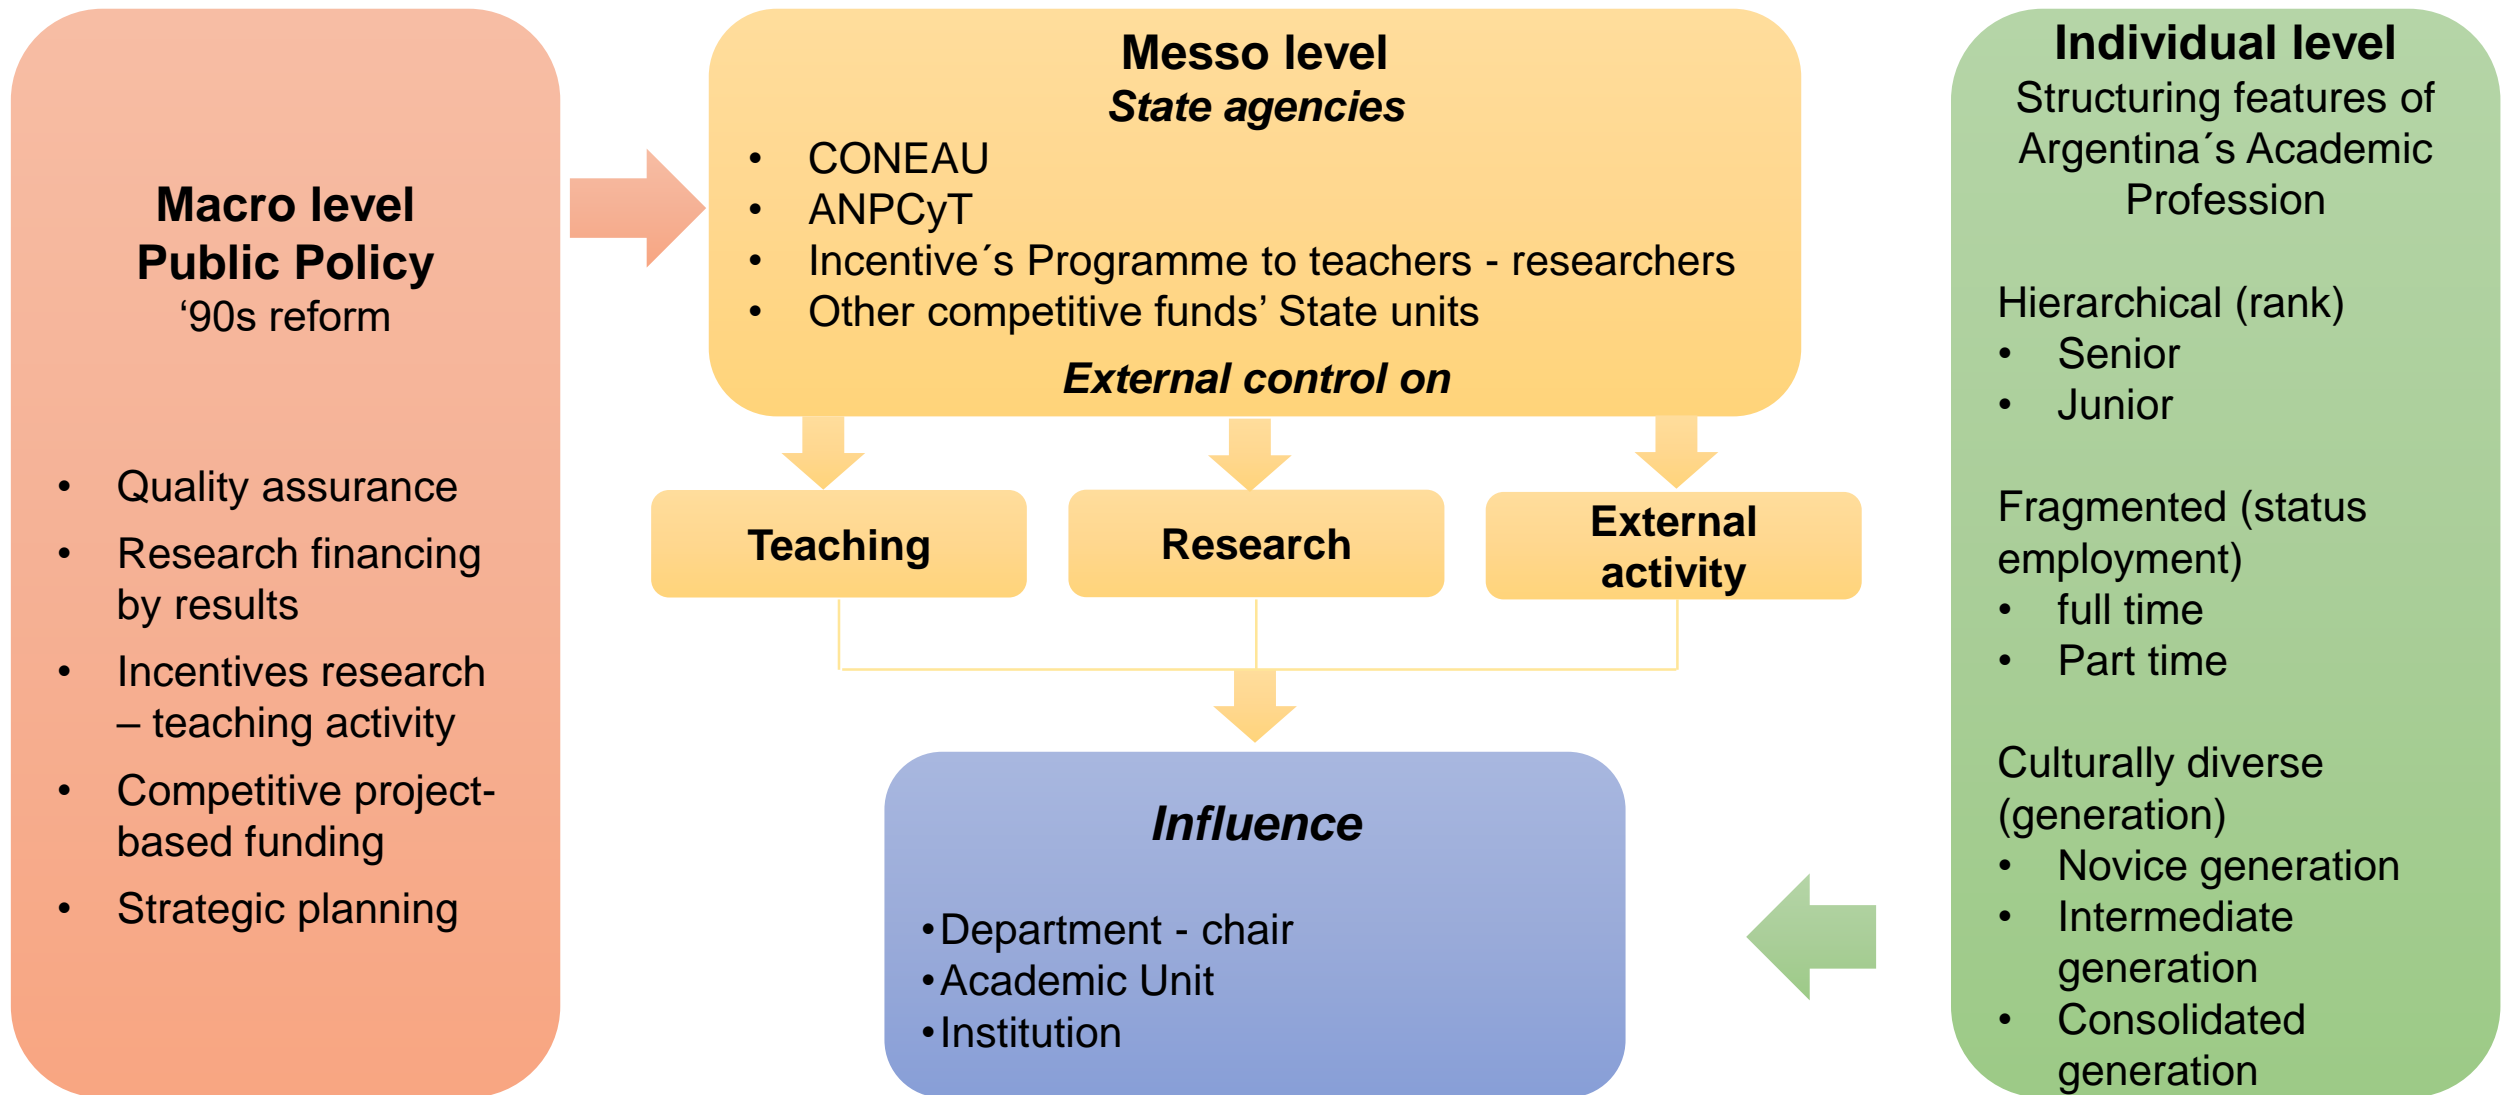 Macro level
Public Policy
‘90s reform
• Quality assurance
• Research financing
by results
• Incentives research
– teaching activity
• Competitive project-
based funding
• Strategic planning
Messo level
State agencies
• CONEAU
• ANPCyT
• Incentive´s Programme to teachers - researchers
• Other competitive funds’ State units
External control on
Teaching
Research
External
activity
Influence
•Department - chair
•Academic Unit
•Institution
Individual level
Structuring features of
Argentina´s Academic
Profession
Hierarchical (rank)
• Senior
• Junior
Fragmented (status
employment)
• full time
• Part time
Culturally diverse
(generation)
• Novice generation
• Intermediate
generation
• Consolidated
generation